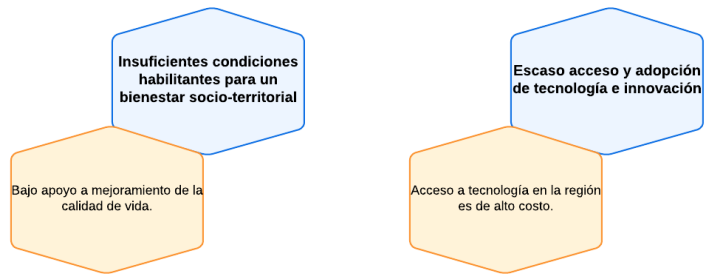 Insuficientes condiciones
habilitantes para un
bienestar socio-territorial
Bajo apoyo a mejoramiento de la
calidad de vida.
Escaso acceso y adopción
de tecnología e innovación
Acceso a tecnología en la región
es de alto costo.